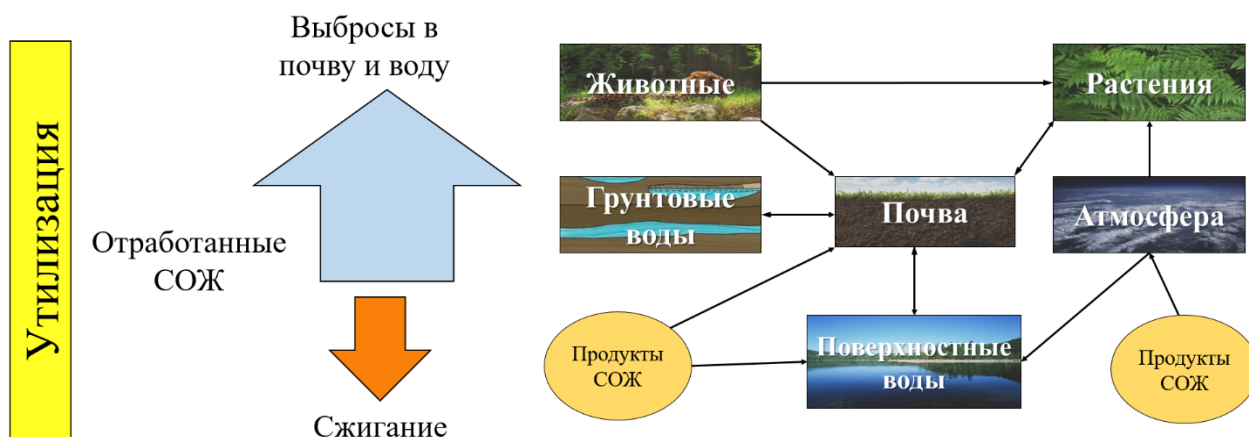 Утилизация
Выбросы в
почву и воду
Отработанные
СОЖ
Сжигание
Животные
Растения
Грунтовые
воды
Почва
Атмосфера
Продукты
СОЖ
Поверхностные
воды
Продукты
СОЖ